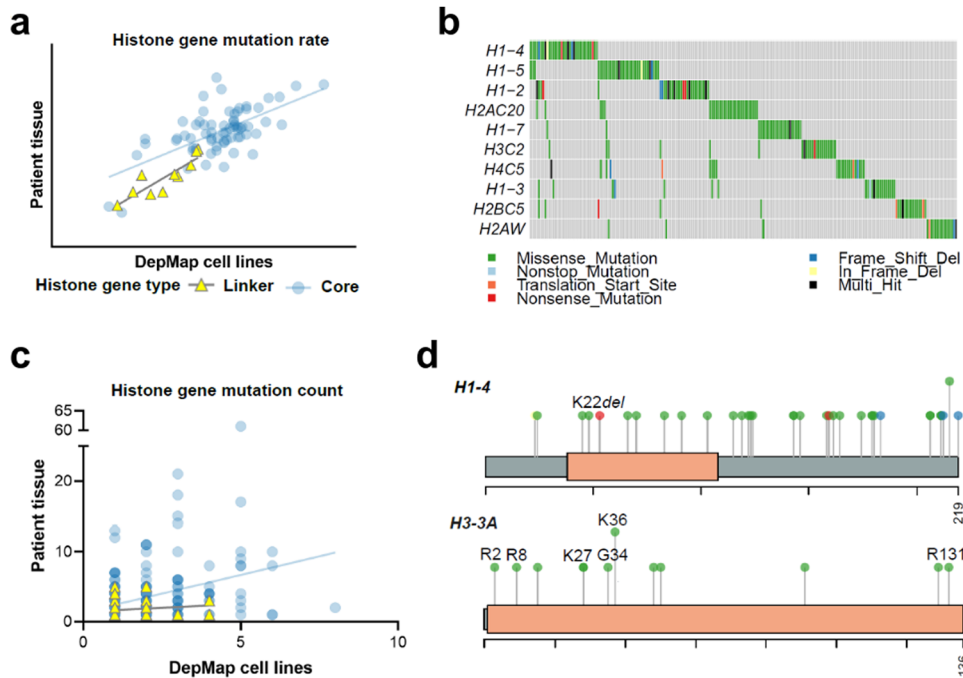 a
Histone gene mutation rate
Patient tissue
DepMap cell lines
Histone gene type Linker Core
b
H1−4
H1−5
H1−2
H2AC20
H1−7
H3C2
H4C5
H1−3
H2BC5
H2AW
Missense_Mutation
Nonstop_Mutation
Translation_Start_Site
Nonsense_Mutation
Frame_Shift_Del
In_Frame_Del
Multi_Hit
c
Histone gene mutation count
65
60
20
10
0
Patient tissue
0 5 10
DepMap cell lines
d
H1-4
K22del
219
H3-3A
K36
R2 R8 K27 G34 R131
136